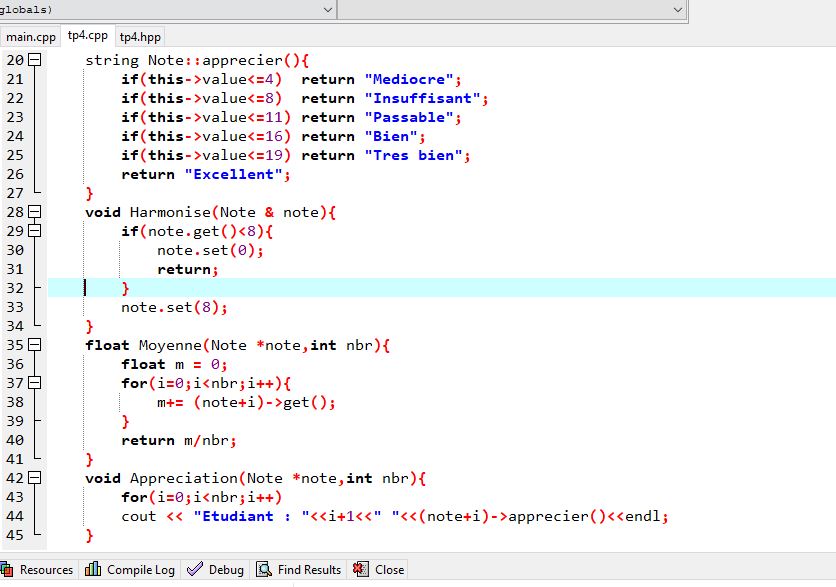 globals)
main.cpp tp4.cpp tp4.hpp
20 string Note::apprecier(){
21 if(this->value<=4) return "Mediocre";
22 if(this->value<=8) return "Insuffisant";
23 if(this->value<=11) return "Passable";
24 if(this->value<=16) return "Bien";
25 if(this->value<=19) return "Tres bien";
26 return "Excellent";
27 }
28 void Harmonise(Note & note){
29 if(note.get()<8){
30 note.set(0);
31 return;
32 }
33 note.set(8);
34 }
35 float Moyenne(Note *note,int nbr){
36 float m = 0;
37 for(i=0;i<nbr;i++){
38 m+= (note+i)->get();
39 }
40 return m/nbr;
41 }
42 void Appreciation(Note *note,int nbr){
43 for(i=0;i<nbr;i++)
44 cout << "Etudiant : "<<i+1<<" "<<(note+i)->apprecier()<<endl;
45 }
Resources Compile Log Debug Find Results Close